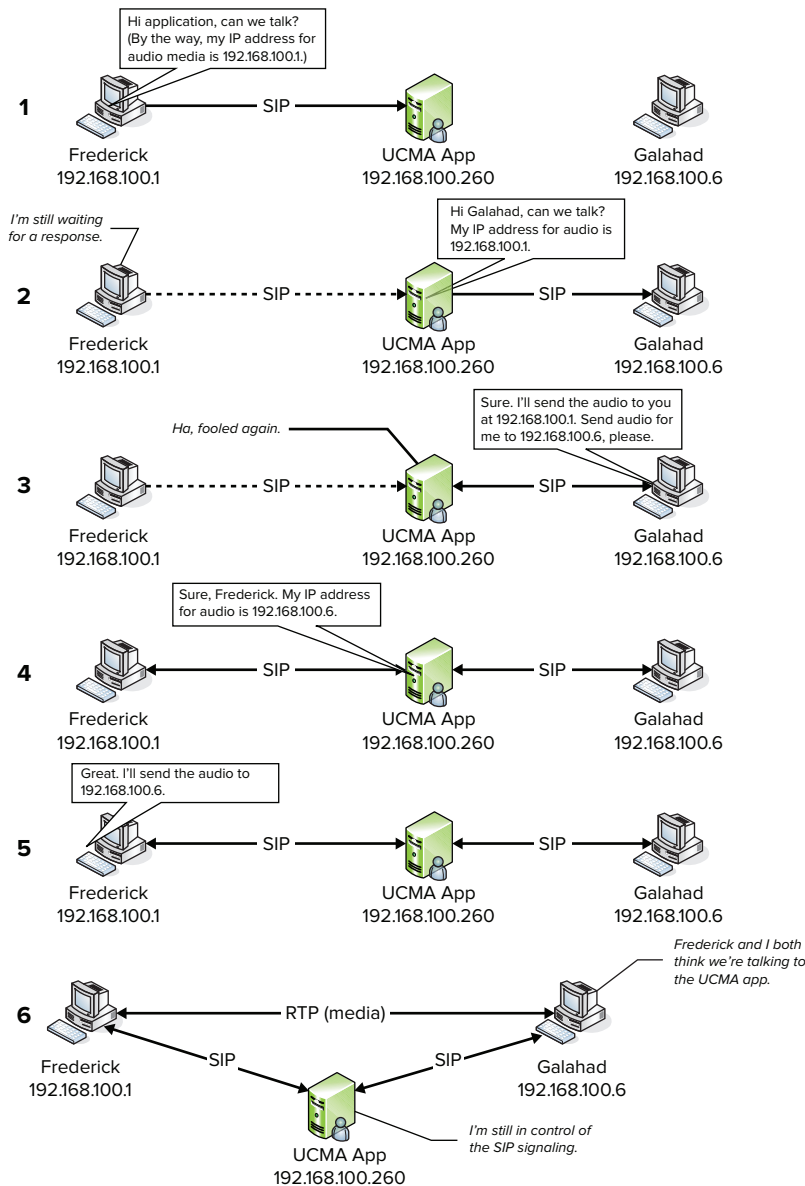 Hi application, can we talk?
(By the way, my IP address for
audio media is 192.168.100.1.)
1
SIP
Frederick
192.168.100.1
UCMA App
192.168.100.260
Galahad
192.168.100.6
I'm still waiting
for a response.
Hi Galahad, can we talk?
My IP address for audio is
192.168.100.1.
2
SIP
SIP
Frederick
192.168.100.1
UCMA App
192.168.100.260
Galahad
192.168.100.6
Ha, fooled again.
Sure. I'll send the audio to you
at 192.168.100.1. Send audio for
me to 192.168.100.6, please.
3
SIP
SIP
Frederick
192.168.100.1
UCMA App
192.168.100.260
Galahad
192.168.100.6
Sure, Frederick. My IP address
for audio is 192.168.100.6.
4
SIP
SIP
Frederick
192.168.100.1
UCMA App
192.168.100.260
Galahad
192.168.100.6
Great. I'll send the audio to
192.168.100.6.
5
SIP
SIP
Frederick
192.168.100.1
UCMA App
192.168.100.260
Galahad
192.168.100.6
Frederick and I both
think we're talking to
the UCMA app.
6
RTP (media)
Frederick
192.168.100.1
SIP
SIP
Galahad
192.168.100.6
I'm still in control of
the SIP signaling.
UCMA App
192.168.100.260